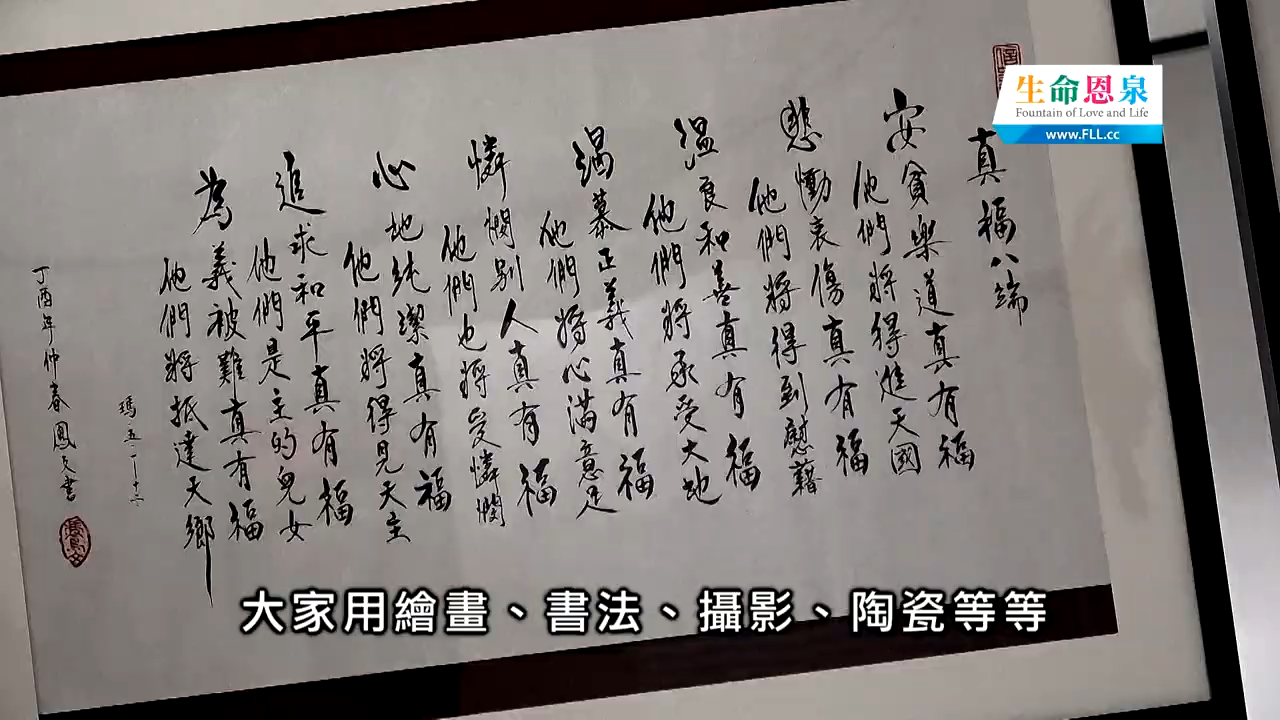 生命恩泉
Fountain of Love and Life
www.FLL.cc
真福八端
安貧樂道真有福
他們將得進天國
悲慟哀傷真有福
他們將得到慰藉
溫良和善真有福
他們將承受大地
渴慕正義真有福
他們將心滿意足
憐憫別人真有福
他們也將受憐憫
心地純潔真有福
他們將得見天主
追求和平真有福
他們是主的兒女
為義被難真有福
他們將抵達天鄉
瑪·五·一-十二
丁酉年仲春鳳文書
大家用繪畫、書法、攝影、陶瓷等等